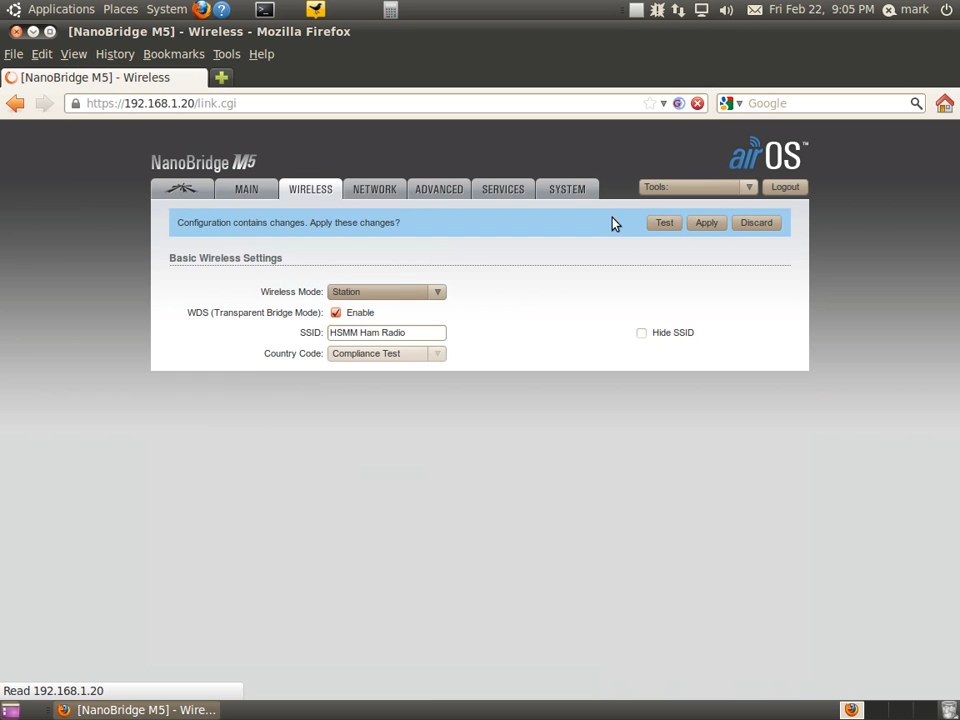 Applications Places System Fri Feb 22, 9:05 PM mark
[NanoBridge M5] - Wireless - Mozilla Firefox
File Edit View History Bookmarks Tools Help
[NanoBridge M5] - Wireless
https://192.168.1.20/link.cgi Google
NanoBridge M5 airOS™
MAIN WIRELESS NETWORK ADVANCED SERVICES SYSTEM Tools: Logout
Configuration contains changes. Apply these changes? Test Apply Discard
Basic Wireless Settings
Wireless Mode: Station
WDS (Transparent Bridge Mode): Enable
SSID: HSMM Ham Radio Hide SSID
Country Code: Compliance Test
Read 192.168.1.20
[NanoBridge M5] - Wire...